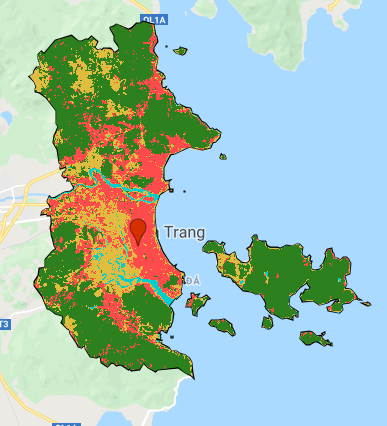 QL1A
Trang
ĐÁ
T3